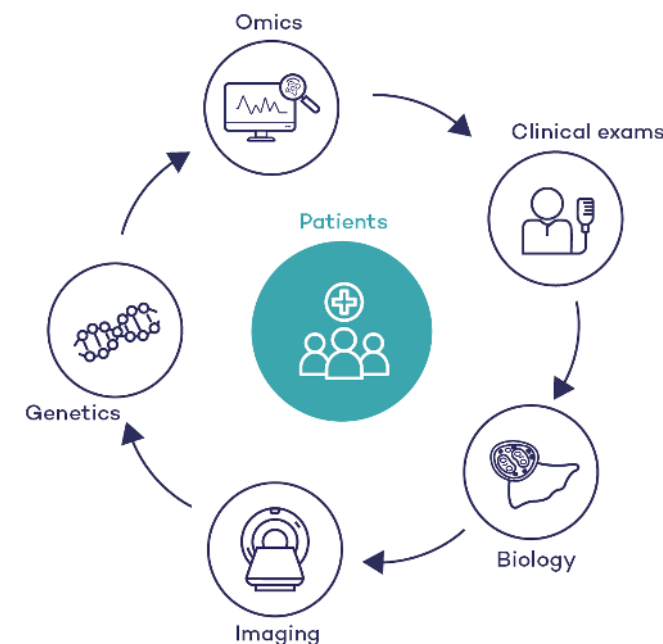 Omics
Clinical exams
Patients
Genetics
Biology
Imaging